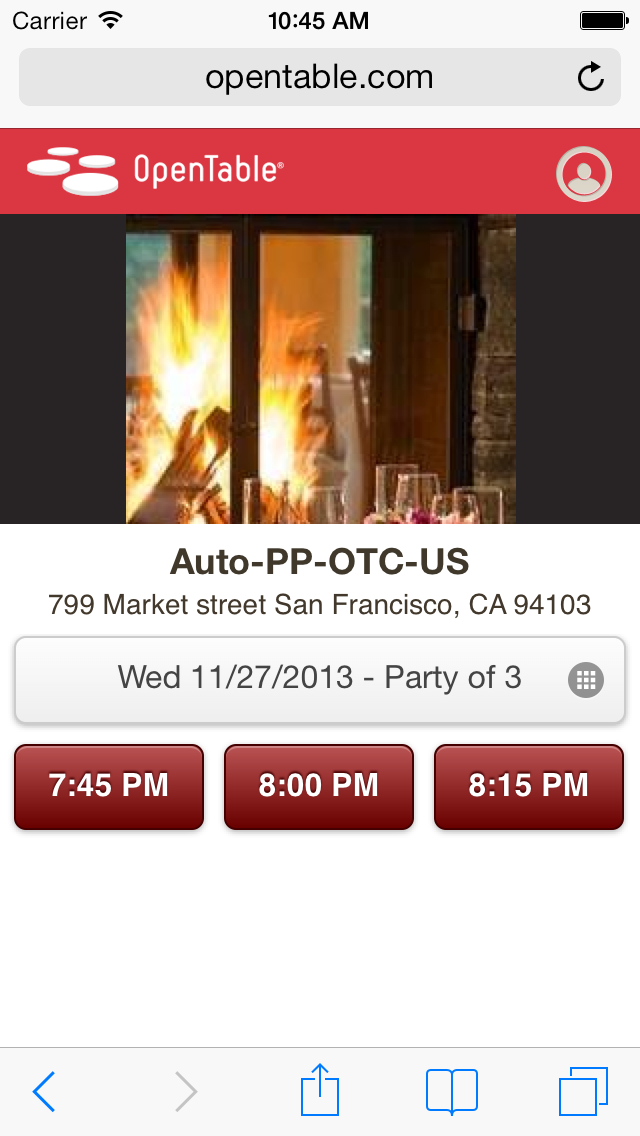 Carrier 10:45 AM
opentable.com
OpenTable®
Auto-PP-OTC-US
799 Market street San Francisco, CA 94103
Wed 11/27/2013 - Party of 3
7:45 PM 8:00 PM 8:15 PM